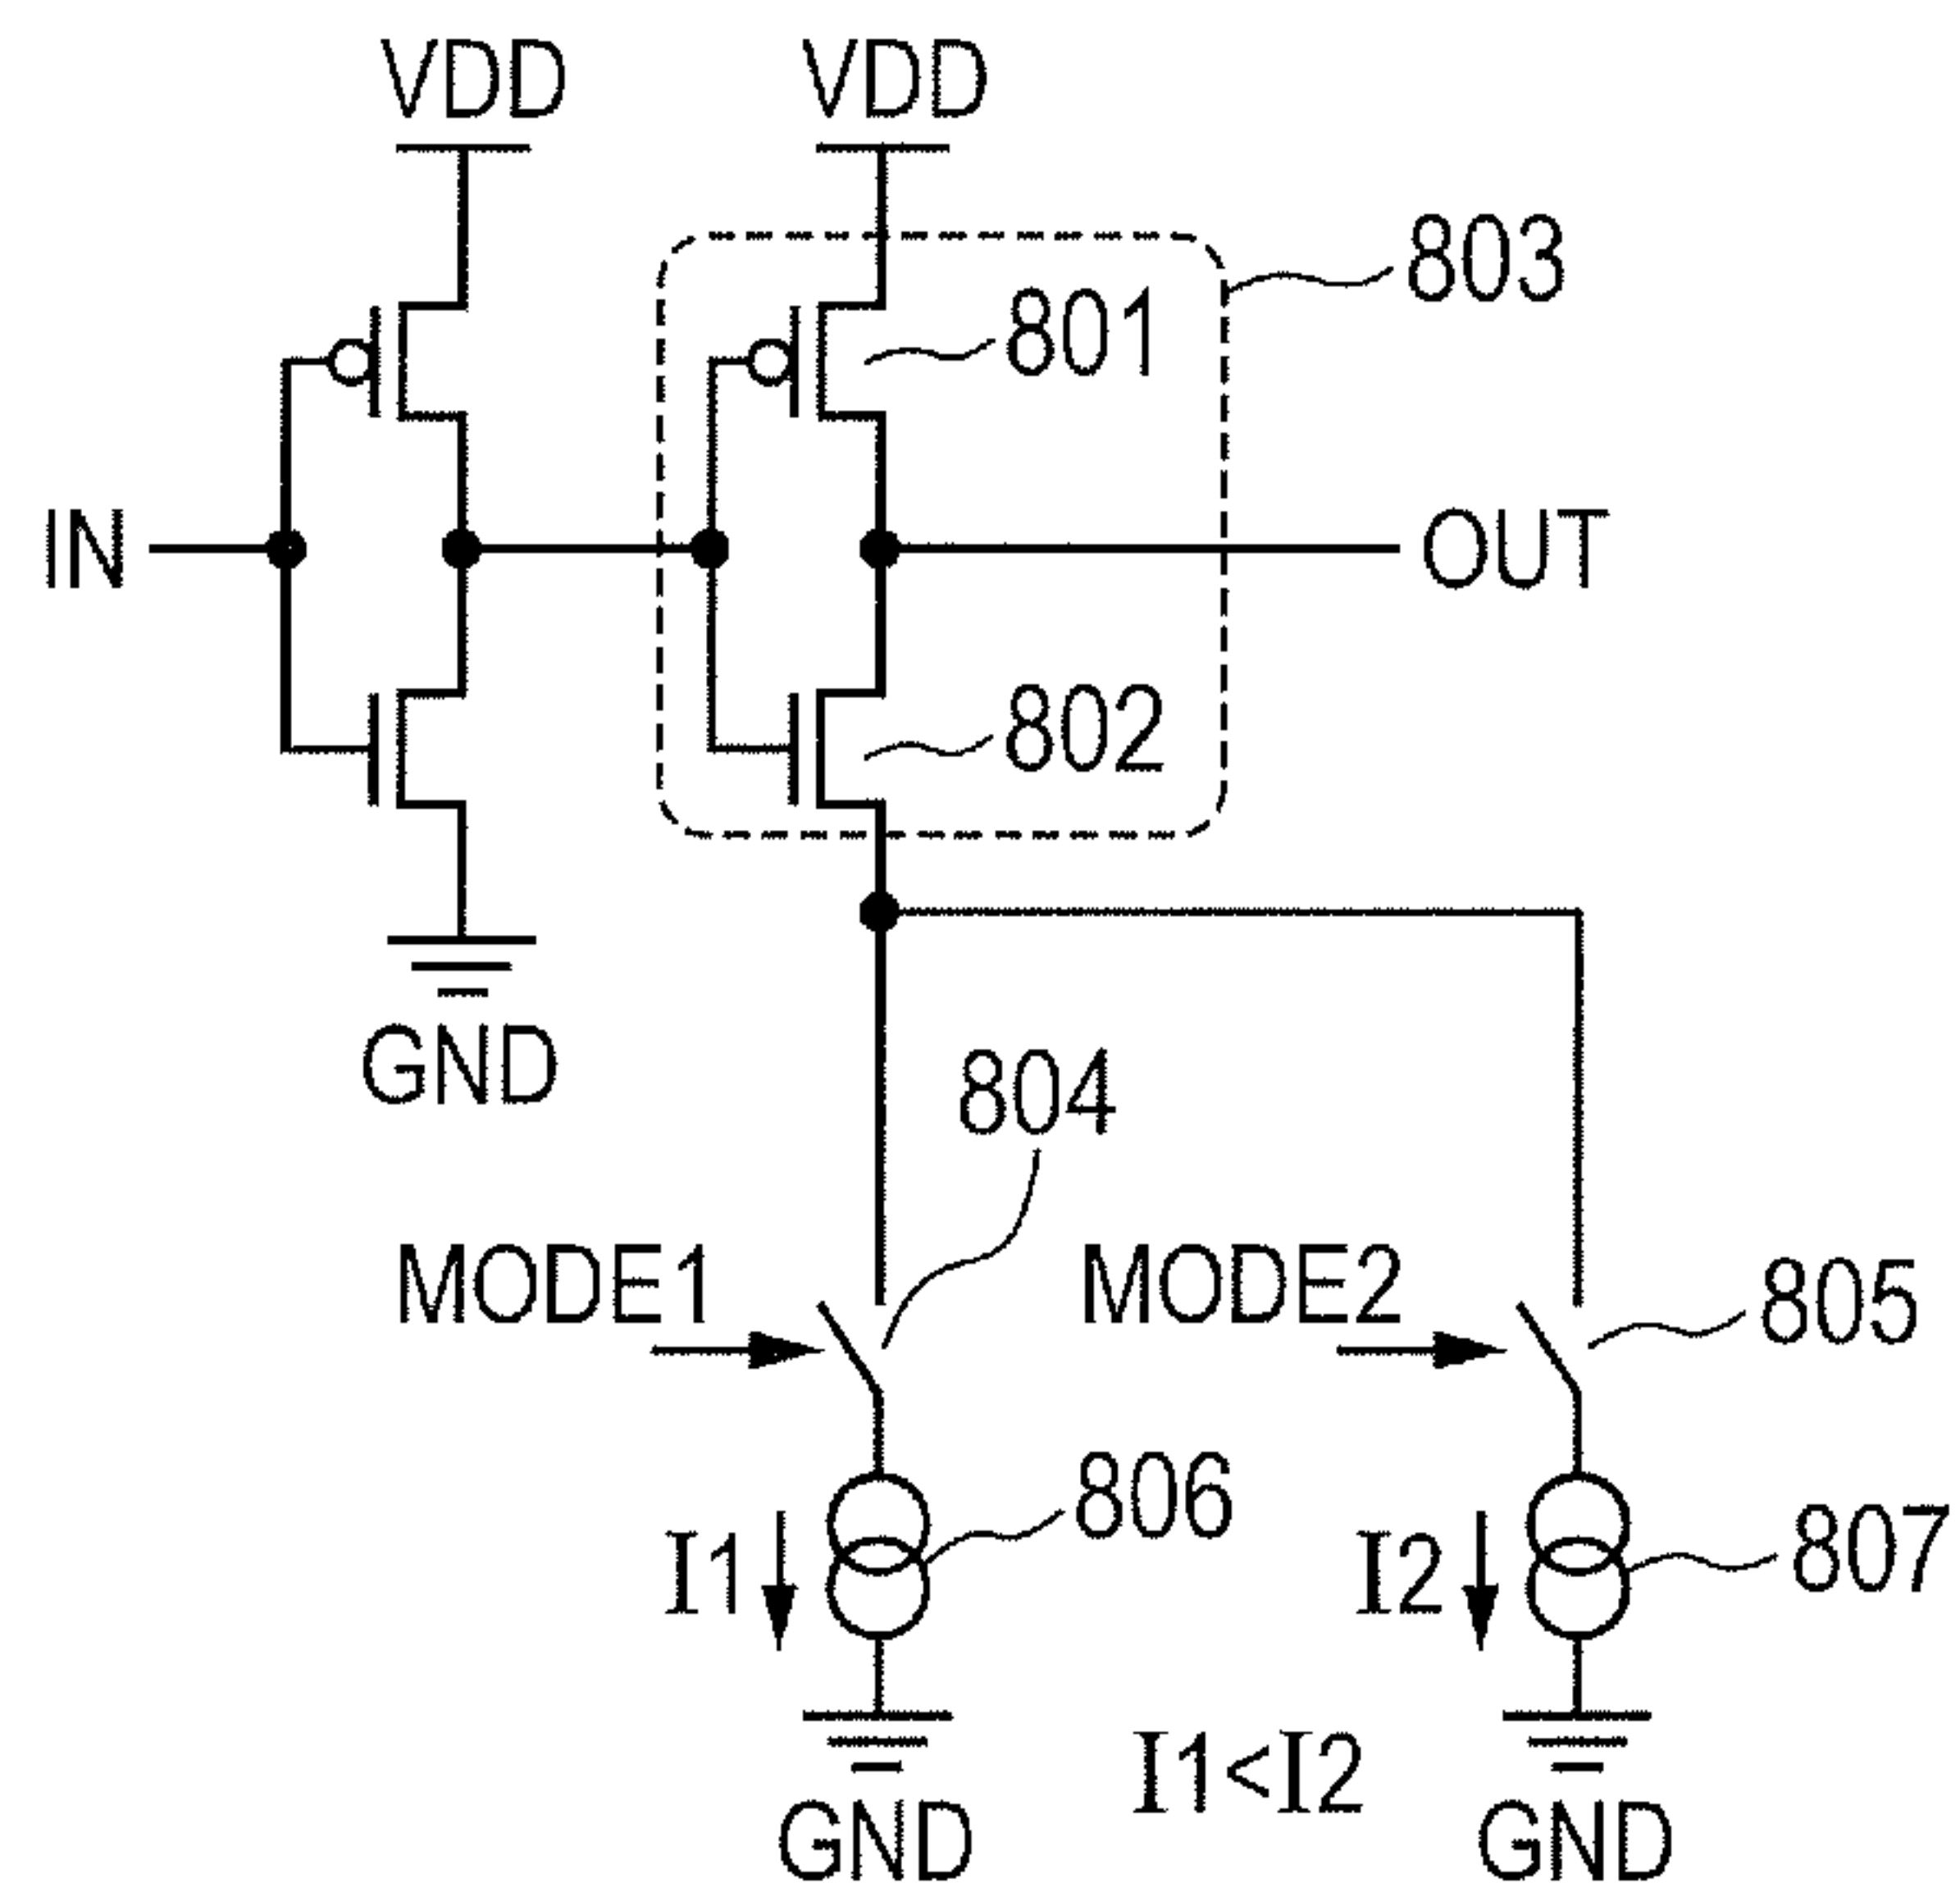 VDD
VDD
803
801
IN
OUT
802
GND
804
MODE1
MODE2
805
806
I1
I2
807
I1<I2
GND
GND